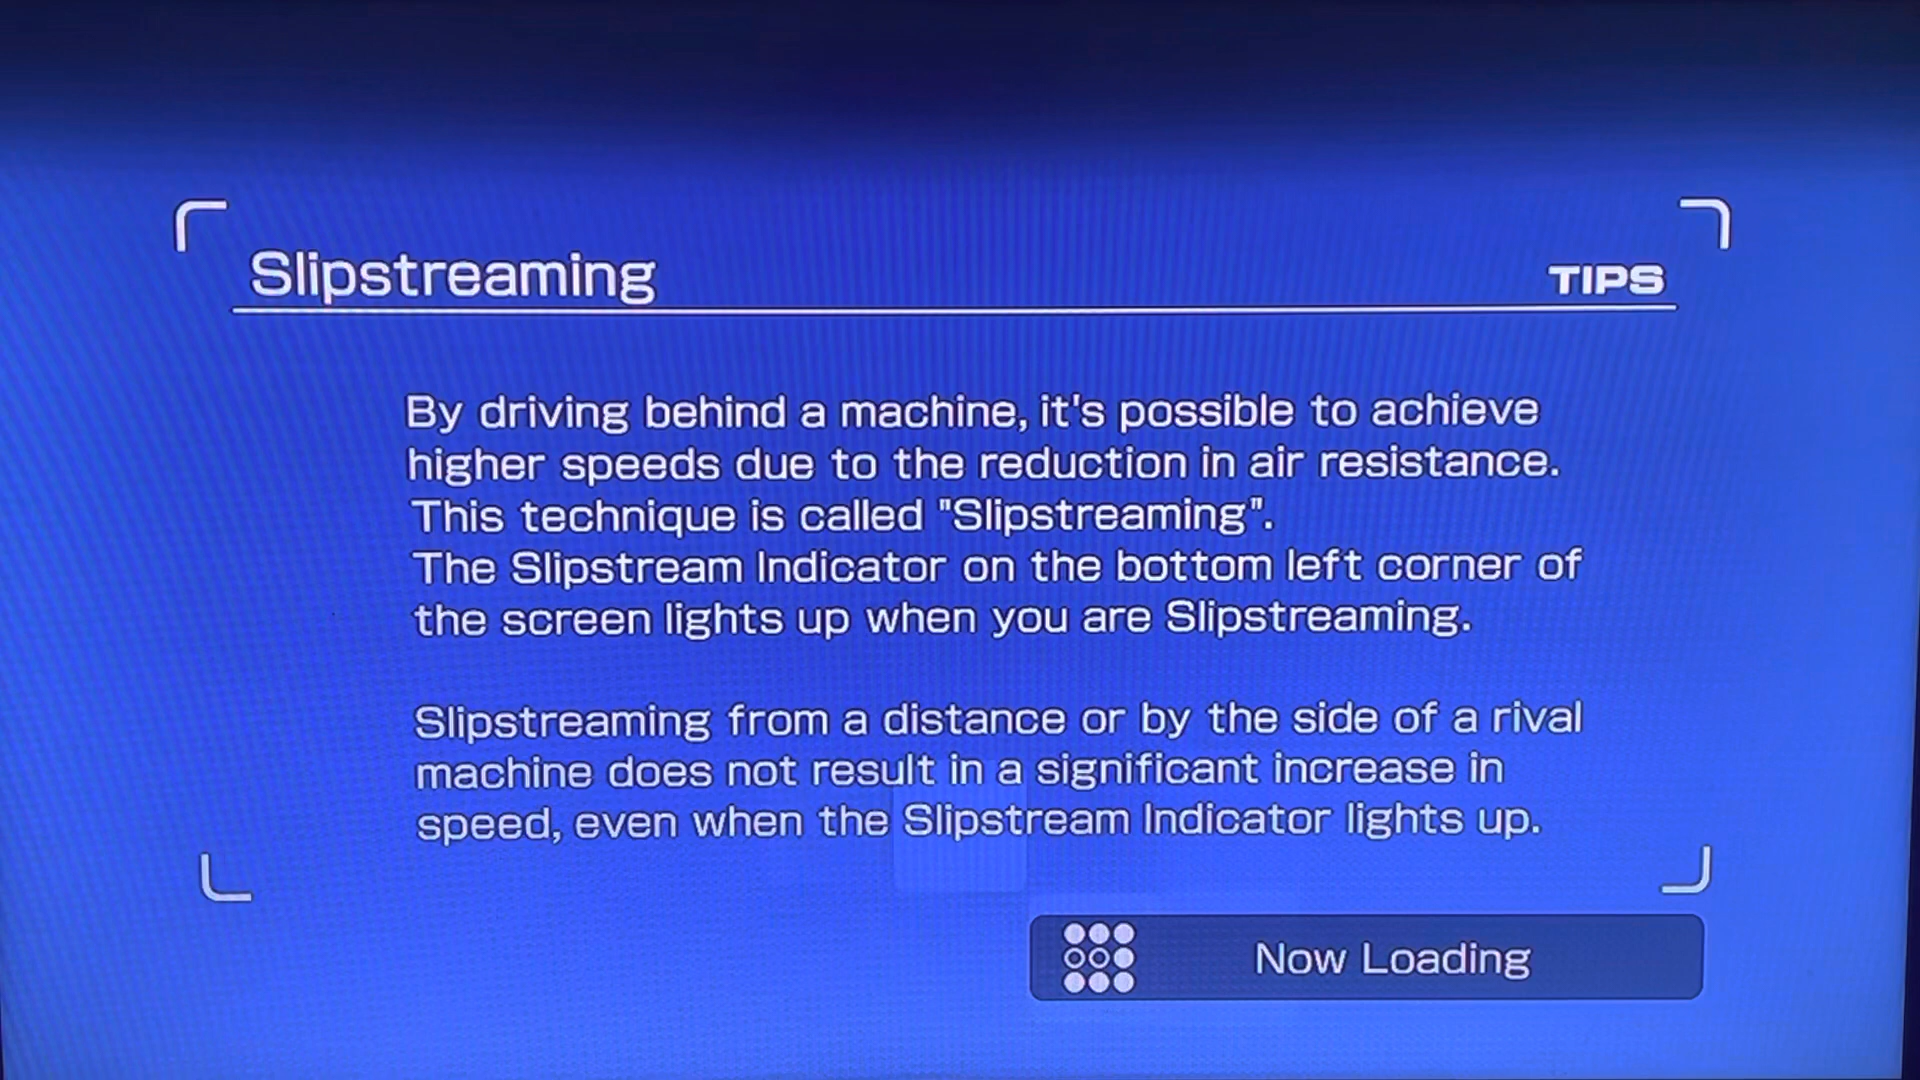 Slipstreaming
TIPS
By driving behind a machine, it's possible to achieve
higher speeds due to the reduction in air resistance.
This technique is called "Slipstreaming".
The Slipstream Indicator on the bottom left corner of
the screen lights up when you are Slipstreaming.
Slipstreaming from a distance or by the side of a rival
machine does not result in a significant increase in
speed, even when the Slipstream Indicator lights up.
Now Loading